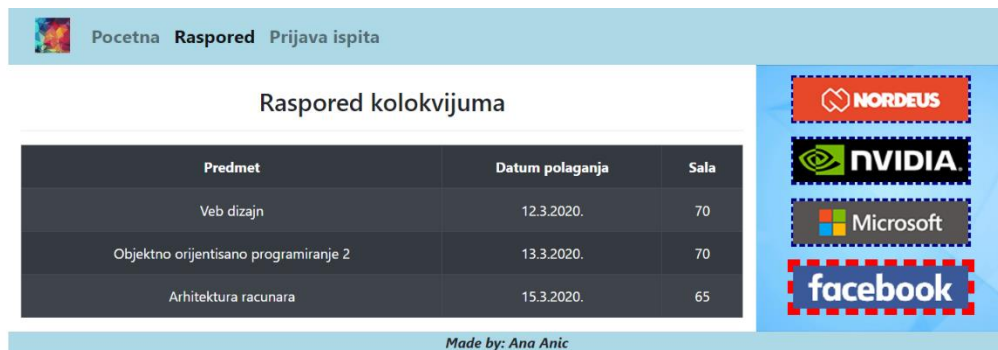 Pocetna Raspored Prijava ispita
Raspored kolokvijuma
Predmet Datum polaganja Sala
Veb dizajn 12.3.2020. 70
Objektno orijentisano programiranje 2 13.3.2020. 70
Arhitektura racunara 15.3.2020. 65
NORDEUS
NVIDIA.
Microsoft
facebook
Made by: Ana Anic